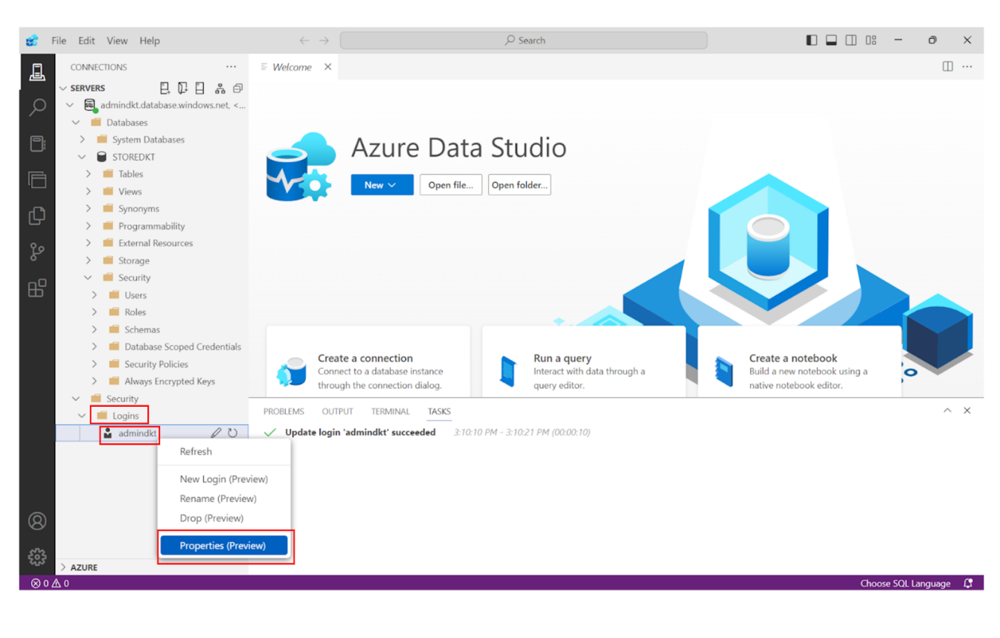 File Edit View Help
Search
CONNECTIONS
Welcome
SERVERS
admindkt.database.windows.net, <...
Databases
System Databases
STOREDKT
Tables
Views
Synonyms
Programmability
External Resources
Storage
Security
Users
Roles
Schemas
Database Scoped Credentials
Security Policies
Always Encrypted Keys
Security
Logins
admindkt
Refresh
New Login (Preview)
Rename (Preview)
Drop (Preview)
Properties (Preview)
AZURE
Azure Data Studio
New
Open file...
Open folder...
Create a connection
Connect to a database instance
through the connection dialog.
Run a query
Interact with data through a
query editor.
Create a notebook
Build a new notebook using a
native notebook editor.
PROBLEMS OUTPUT TERMINAL TASKS
Update login 'admindkt' succeeded 3:10:10 PM - 3:10:21 PM (00:00:10)
0 0
Choose SQL Language